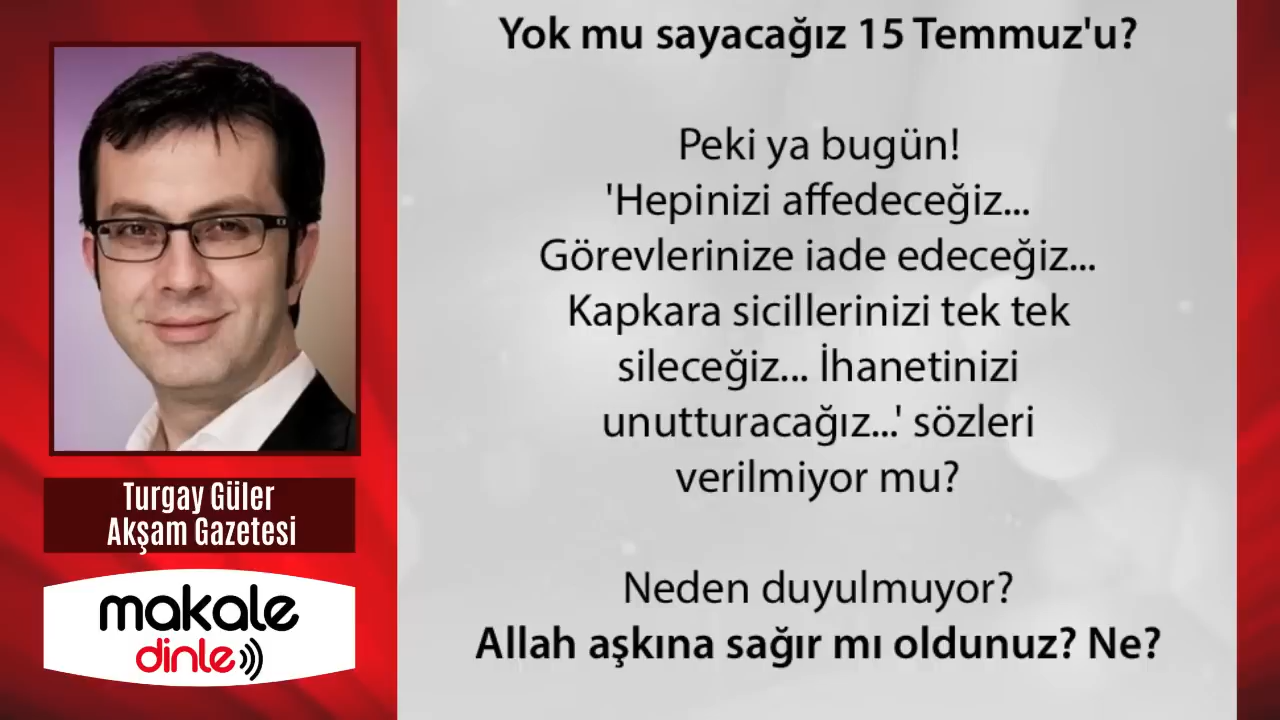 Turgay Güler
Akşam Gazetesi
makale
dinle
Yok mu sayacağız 15 Temmuz'u?
Peki ya bugün!
'Hepinizi affedeceğiz...
Görevlerinize iade edeceğiz...
Kapkara sicillerinizi tek tek
sileceğiz... İhanetinizi
unutturacağız...' sözleri
verilmiyor mu?
Neden duyulmuyor?
Allah aşkına sağır mı oldunuz? Ne?